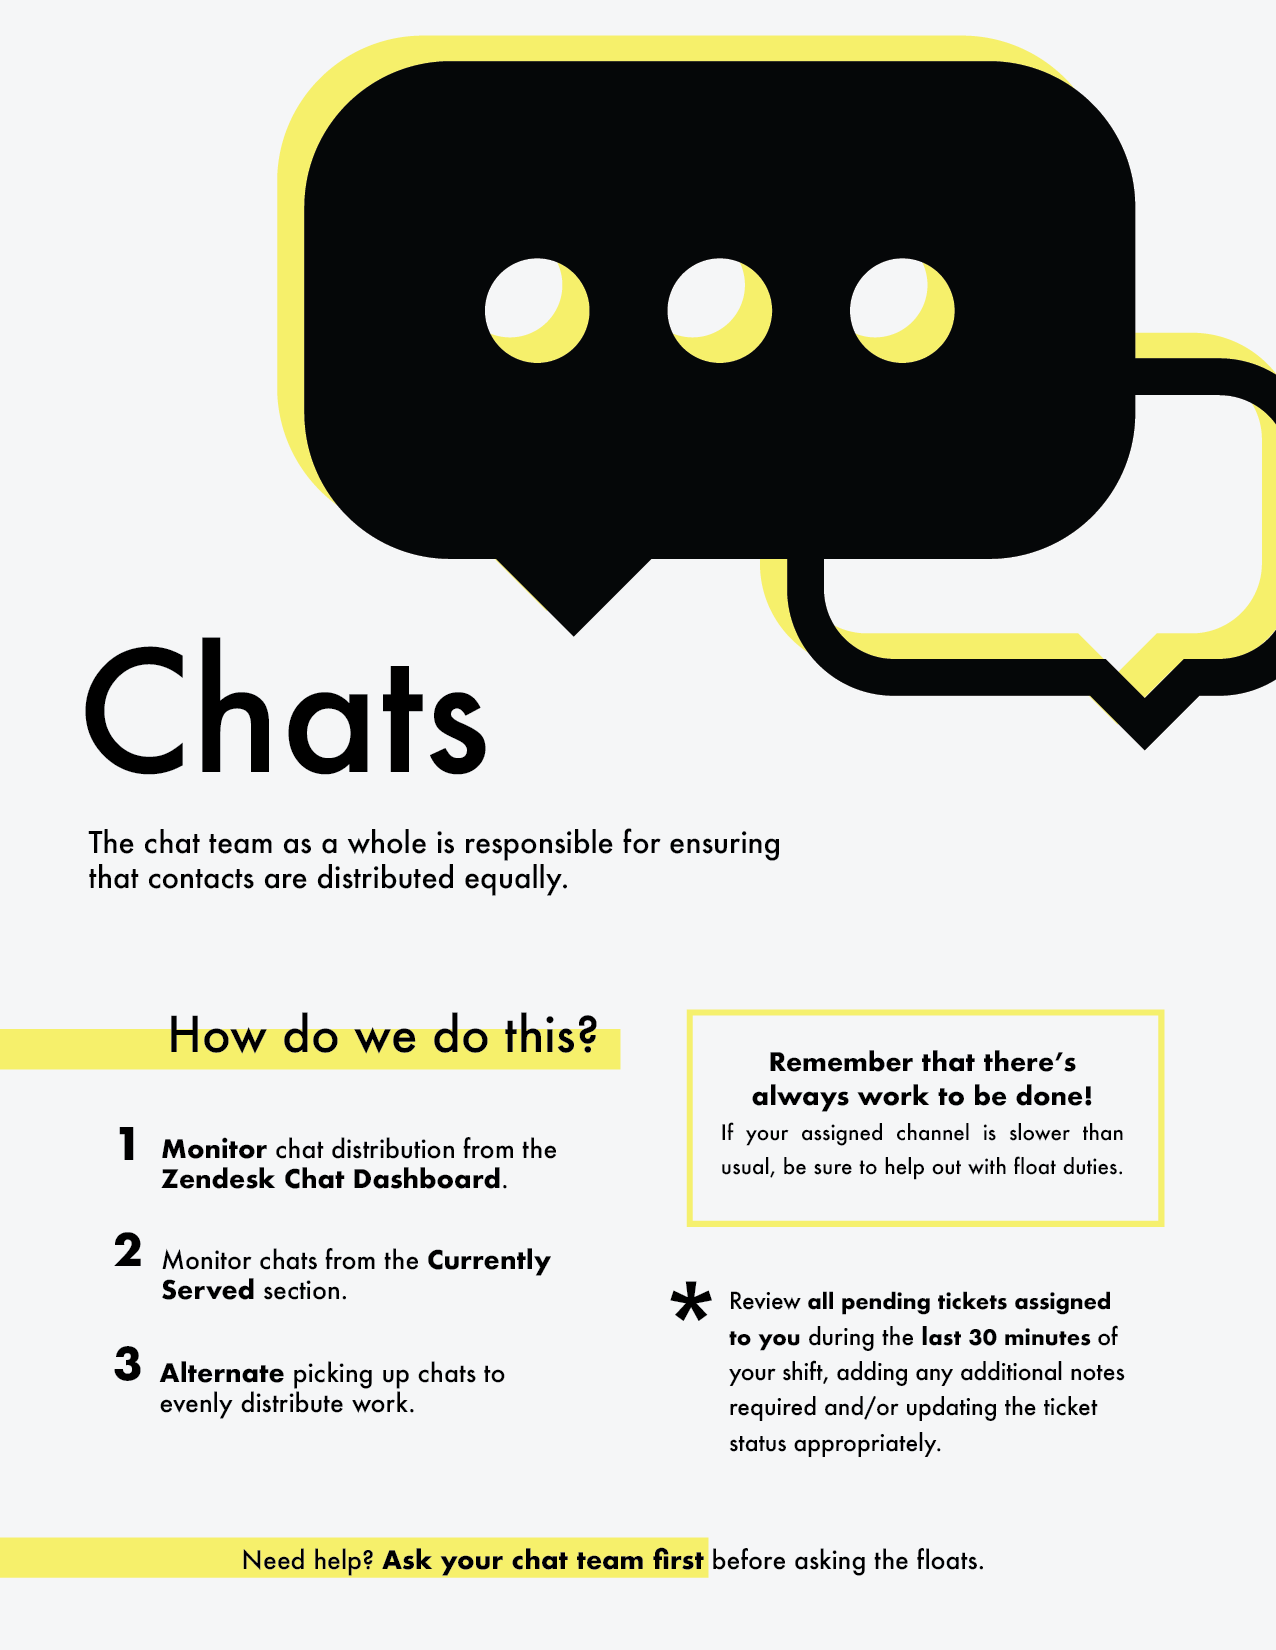 Chats
The chat team as a whole is responsible for ensuring
that contacts are distributed equally.
How do we do this?
1 Monitor chat distribution from the
Zendesk Chat Dashboard.
2 Monitor chats from the Currently
Served section.
3 Alternate picking up chats to
evenly distribute work.
Remember that there's
always work to be done!
If your assigned channel is slower than
usual, be sure to help out with float duties.
* Review all pending tickets assigned
to you during the last 30 minutes of
your shift, adding any additional notes
required and/or updating the ticket
status appropriately.
Need help? Ask your chat team first before asking the floats.